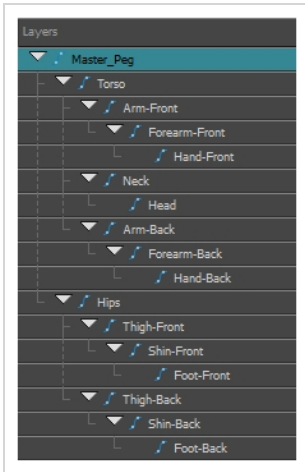 Layers
Master_Peg
Torso
Arm-Front
Forearm-Front
Hand-Front
Neck
Head
Arm-Back
Forearm-Back
Hand-Back
Hips
Thigh-Front
Shin-Front
Foot-Front
Thigh-Back
Shin-Back
Foot-Back